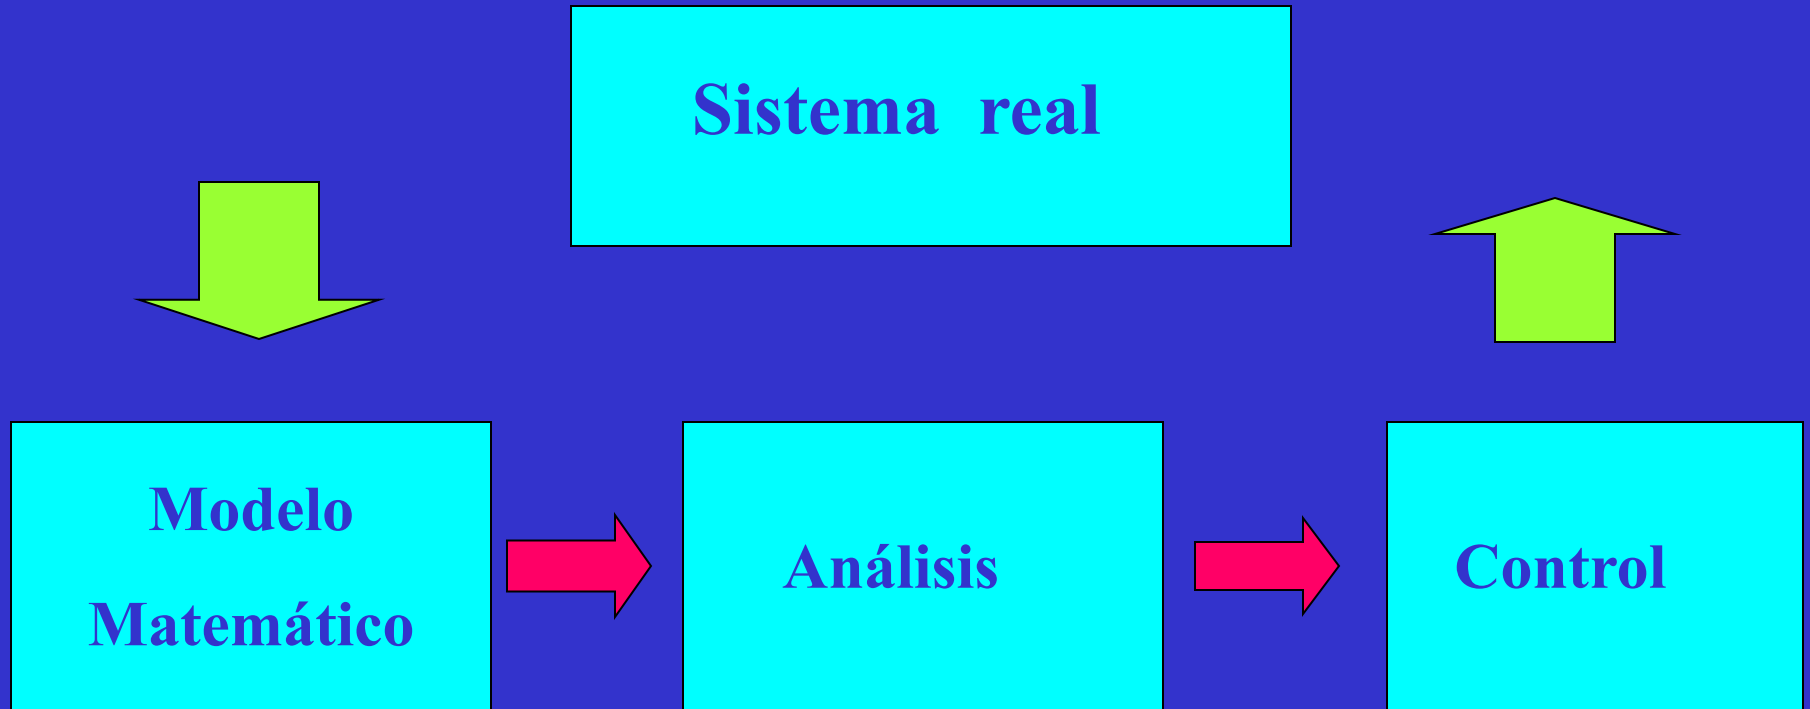 Sistema real
Modelo
Matemático
Análisis
Control